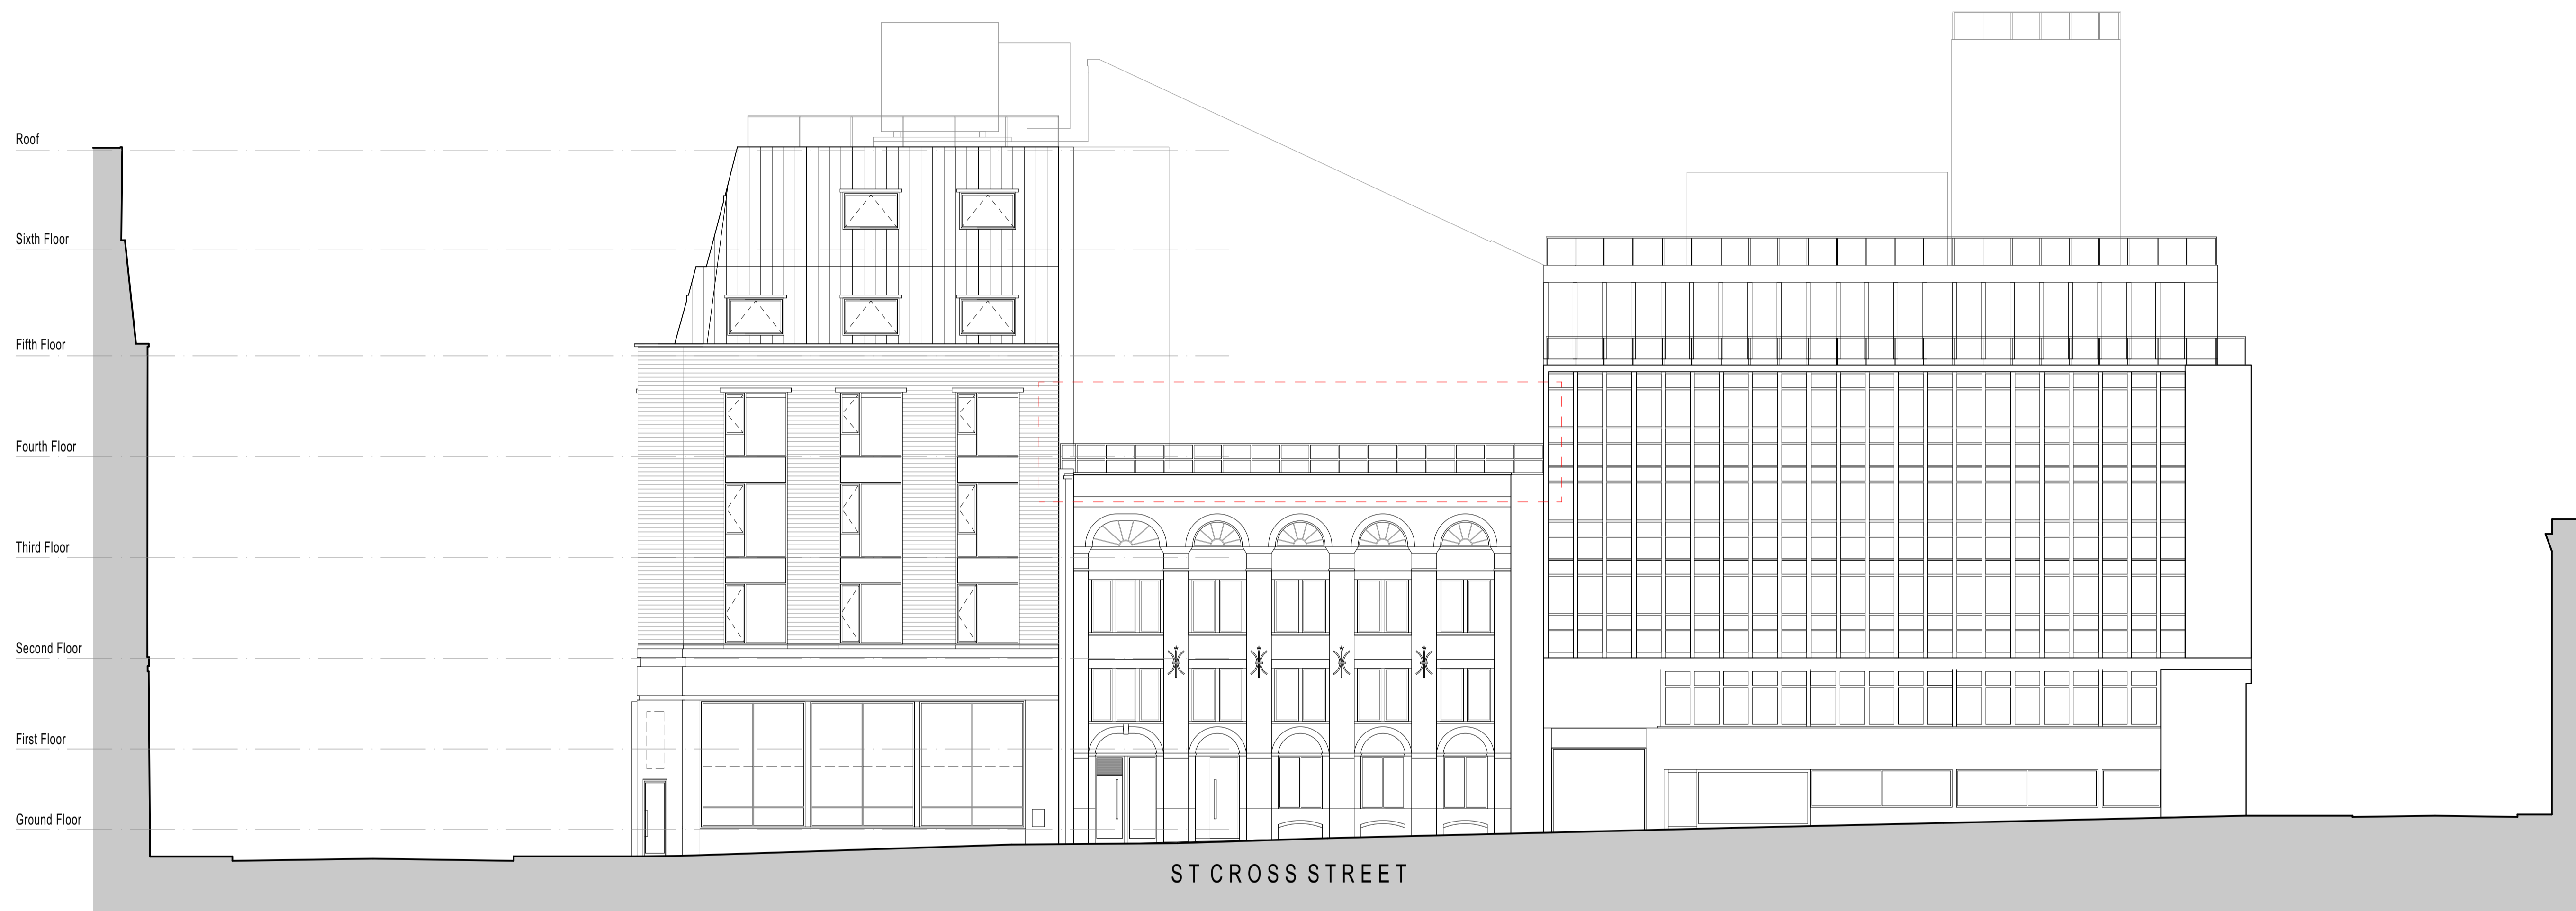 Roof
Sixth Floor
Fifth Floor
Fourth Floor
Third Floor
Second Floor
First Floor
Ground Floor
ST CROSS STREET